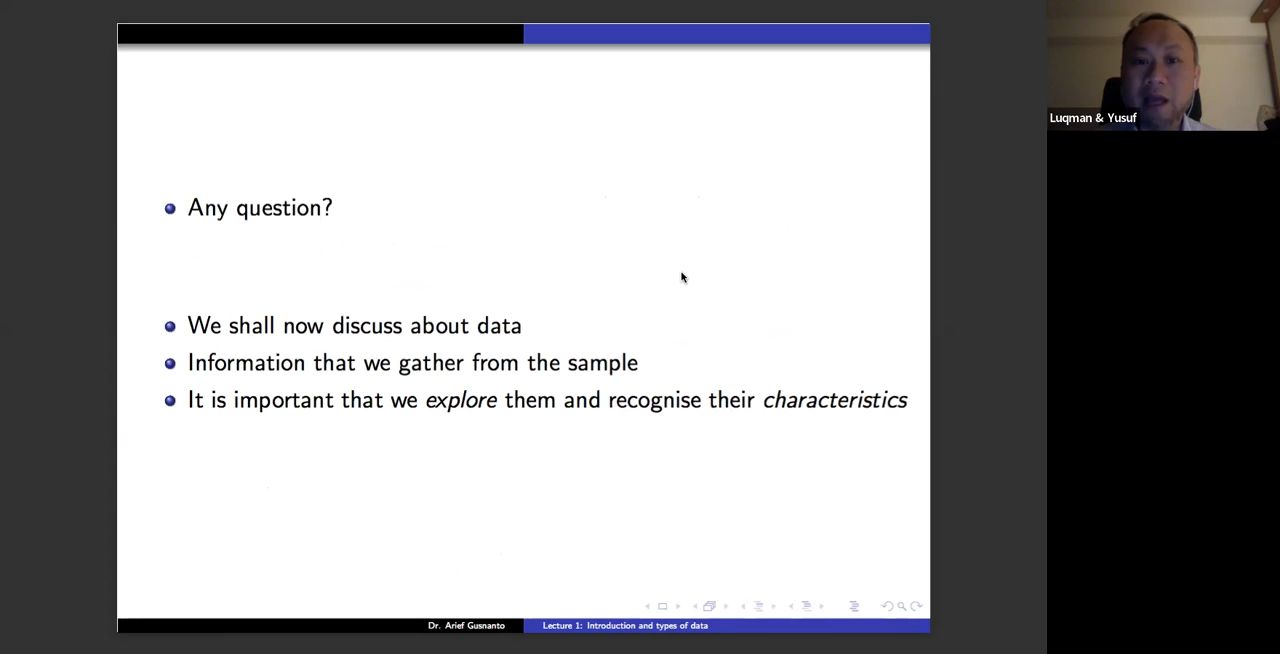 Any question?
We shall now discuss about data
Information that we gather from the sample
It is important that we explore them and recognise their characteristics
Dr. Arief Gusnanto
Lecture 1: Introduction and types of data
Luqman & Yusuf